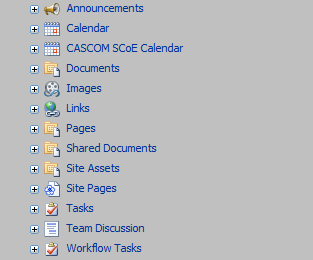 Announcements
Calendar
CASCOM SCoE Calendar
Documents
Images
Links
Pages
Shared Documents
Site Assets
Site Pages
Tasks
Team Discussion
Workflow Tasks